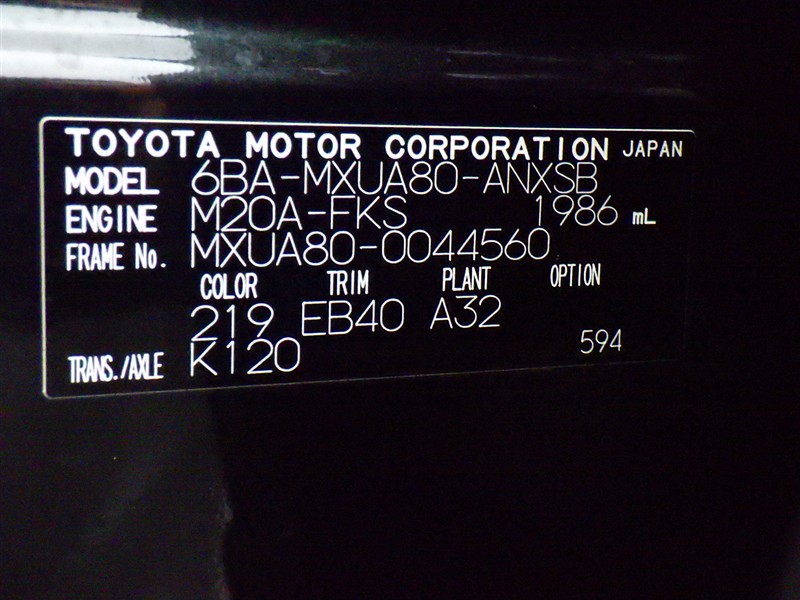 TOYOTA MOTOR CORPORATION JAPAN
MODEL 6BA-MXUA80-ANXSB
ENGINE M20A-FKS 1986 mL
FRAME No. MXUA80-0044560
COLOR TRIM PLANT OPTION
219 EB40 A32
TRANS./AXLE K120 594